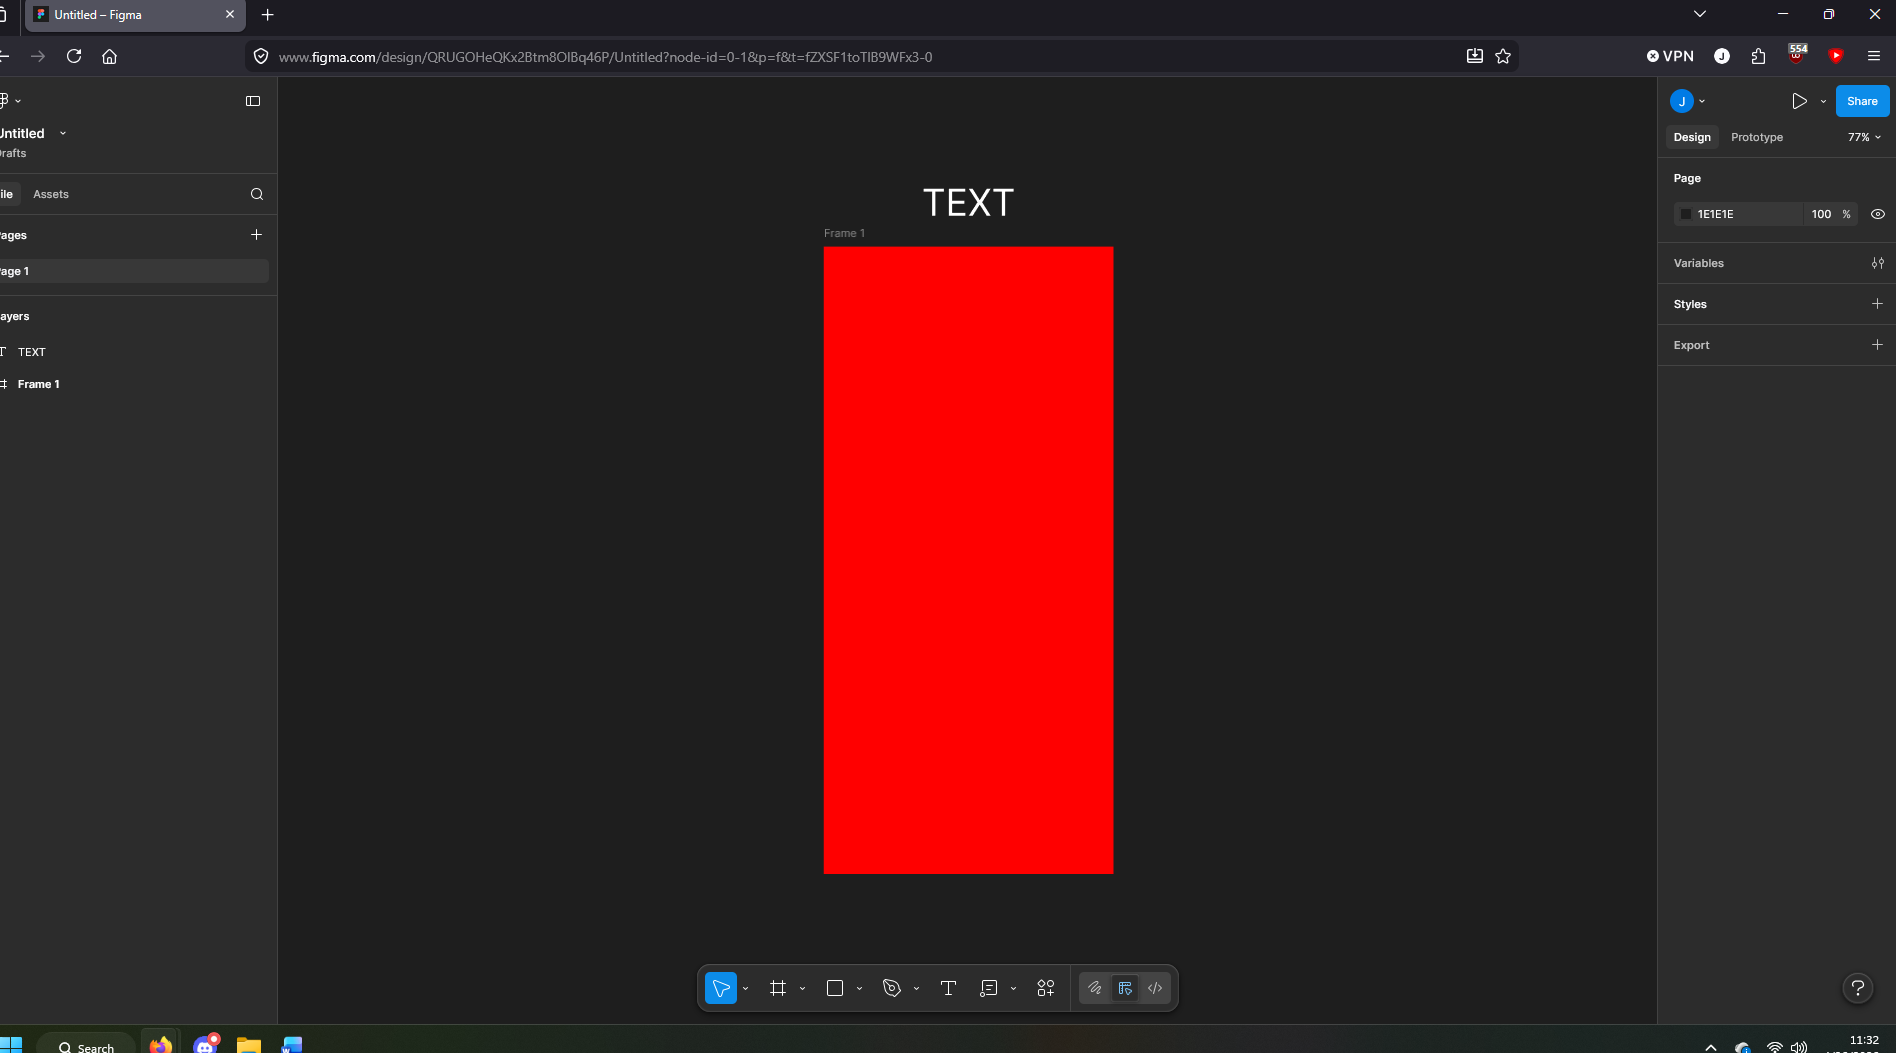 Untitled – Figma
www.figma.com/design/QRUGOHeQKx2Btm8OlBq46P/Untitled?node-id=0-1&p=f&t=fZXSF1toTlB9WFx3-0
VPN
J
554
Untitled
rafts
J
Share
Design Prototype 77%
ile Assets
Page
1E1E1E 100 %
TEXT
ages
Frame 1
age 1
Variables
Styles
ayers
Export
TEXT
Frame 1
Search
11:32